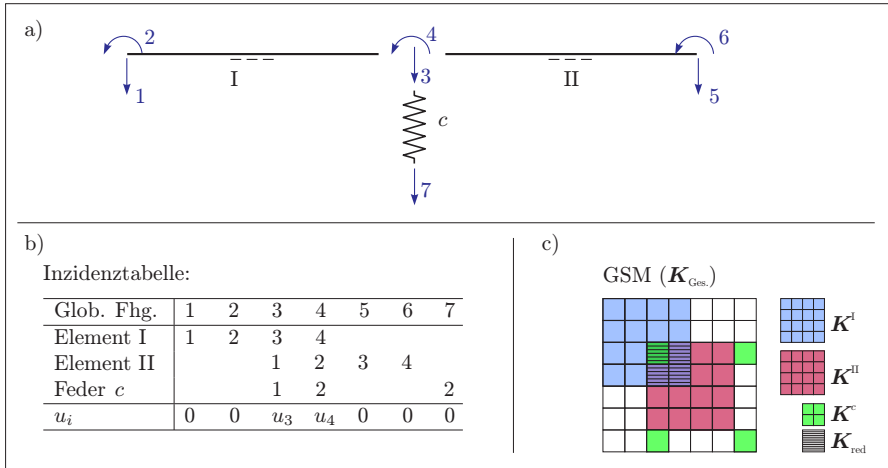 a)
2
4
6
1
I
3
II
5
c
7
b)
Inzidenztabelle:
Glob. Fhg. 1 2 3 4 5 6 7
Element I 1 2 3 4
Element II 1 2 3 4
Feder c 1 2 2
u_i 0 0 u_3 u_4 0 0 0
c)
GSM (K_Ges.)
K^I
K^II
K^c
K_red